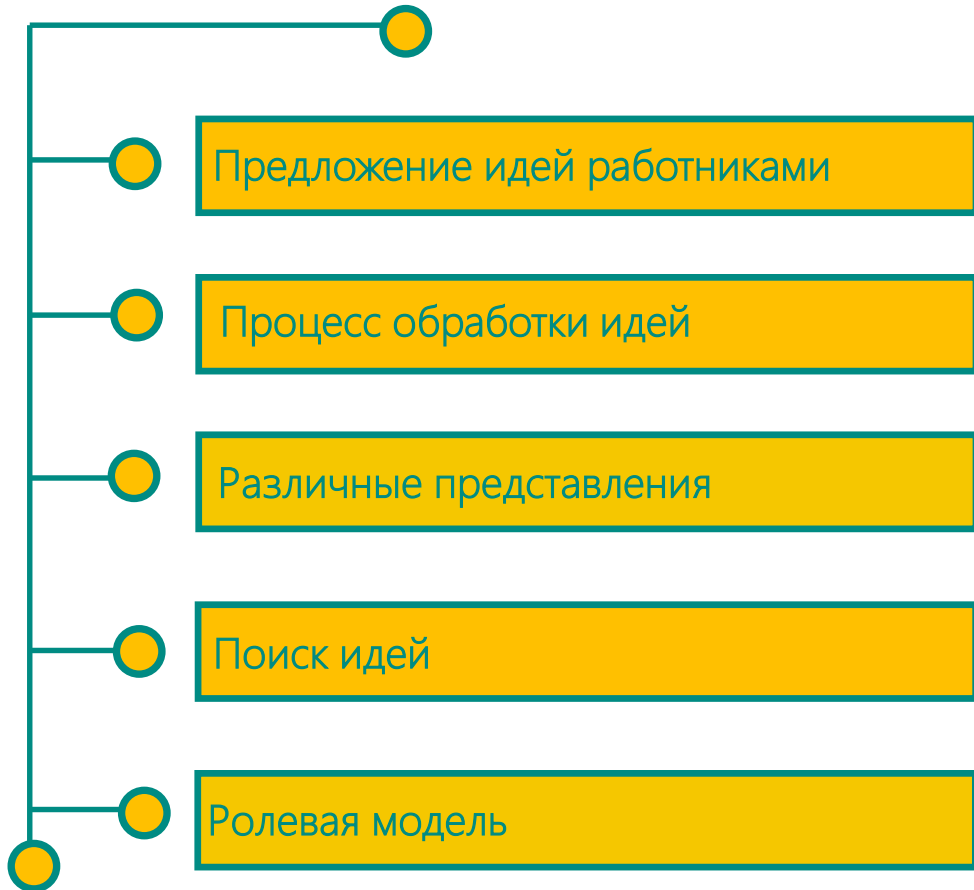 Предложение идей работниками
Процесс обработки идей
Различные представления
Поиск идей
Ролевая модель